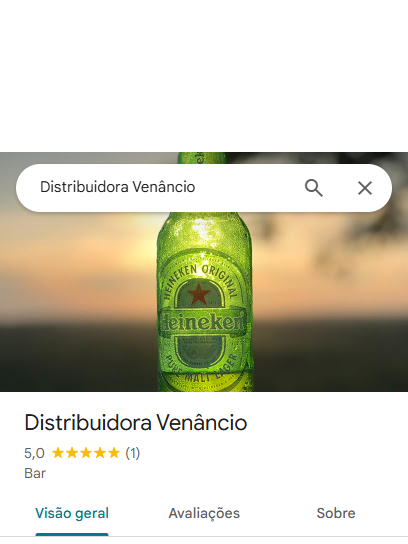 Distribuidora Venâncio
HEINEKEN ORIGINAL
Heineken
PURE MALT LAGER
Distribuidora Venâncio
5,0 (1)
Bar
Visão geral Avaliações Sobre